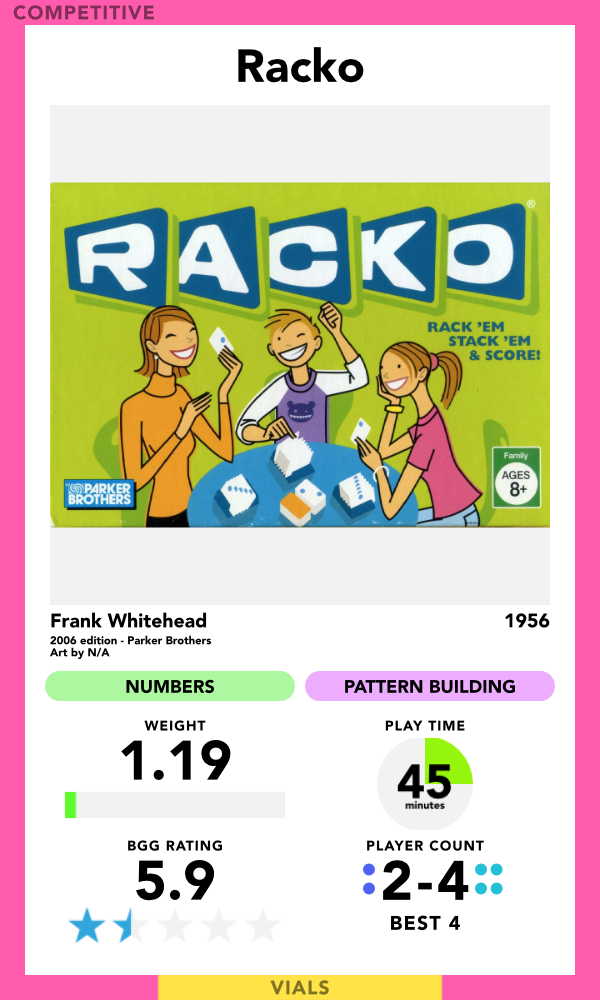 COMPETITIVE
Racko
RACKO®
RACK 'EM
STACK 'EM
& SCORE!
Family
AGES
8+
PARKER
BROTHERS
Frank Whitehead 1956
2006 edition - Parker Brothers
Art by N/A
NUMBERS PATTERN BUILDING
WEIGHT PLAY TIME
1.19 45
minutes
BGG RATING PLAYER COUNT
5.9 2-4
BEST 4
VIALS